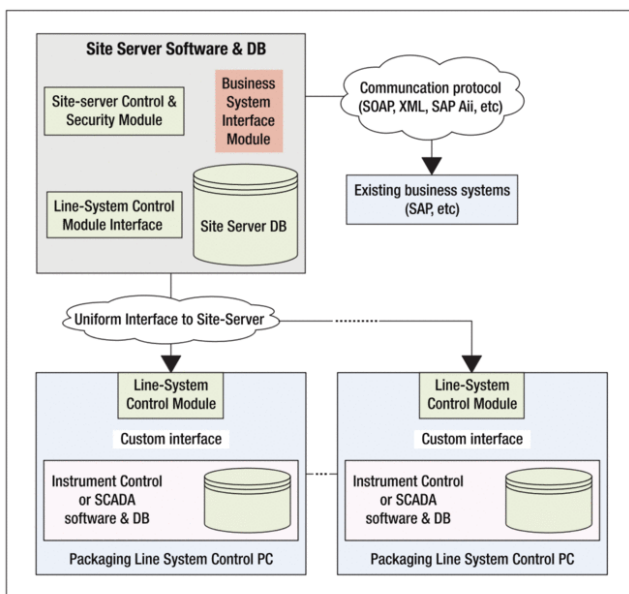 Site Server Software & DB
Site-server Control &
Security Module
Business
System
Interface
Module
Communcation protocol
(SOAP, XML, SAP Aii, etc)
Existing business systems
(SAP, etc)
Line-System Control
Module Interface
Site Server DB
Uniform Interface to Site-Server
Line-System
Control Module
Custom interface
Instrument Control
or SCADA
software & DB
Packaging Line System Control PC
Line-System
Control Module
Custom interface
Instrument Control
or SCADA
software & DB
Packaging Line System Control PC